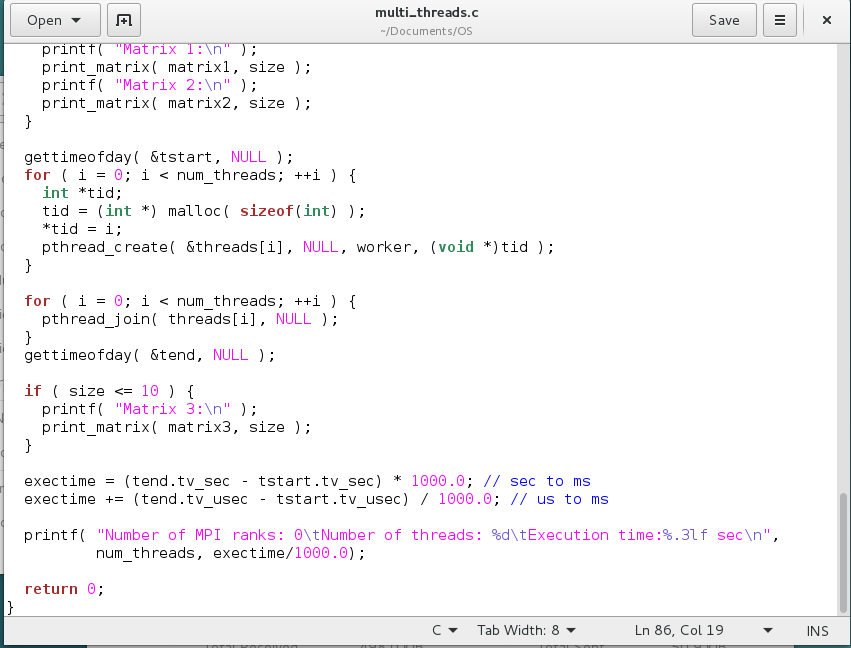 Open
multi_threads.c
~/Documents/OS
Save
    printf( "Matrix 1:\n" );
    print_matrix( matrix1, size );
    printf( "Matrix 2:\n" );
    print_matrix( matrix2, size );
  }

  gettimeofday( &tstart, NULL );
  for ( i = 0; i < num_threads; ++i ) {
    int *tid;
    tid = (int *) malloc( sizeof(int) );
    *tid = i;
    pthread_create( &threads[i], NULL, worker, (void *)tid );
  }

  for ( i = 0; i < num_threads; ++i ) {
    pthread_join( threads[i], NULL );
  }
  gettimeofday( &tend, NULL );

  if ( size <= 10 ) {
    printf( "Matrix 3:\n" );
    print_matrix( matrix3, size );
  }

  exectime = (tend.tv_sec - tstart.tv_sec) * 1000.0; // sec to ms
  exectime += (tend.tv_usec - tstart.tv_usec) / 1000.0; // us to ms

  printf( "Number of MPI ranks: 0\tNumber of threads: %d\tExecution time:%.3lf sec\n",
          num_threads, exectime/1000.0);

  return 0;
}
C Tab Width: 8 Ln 86, Col 19 INS